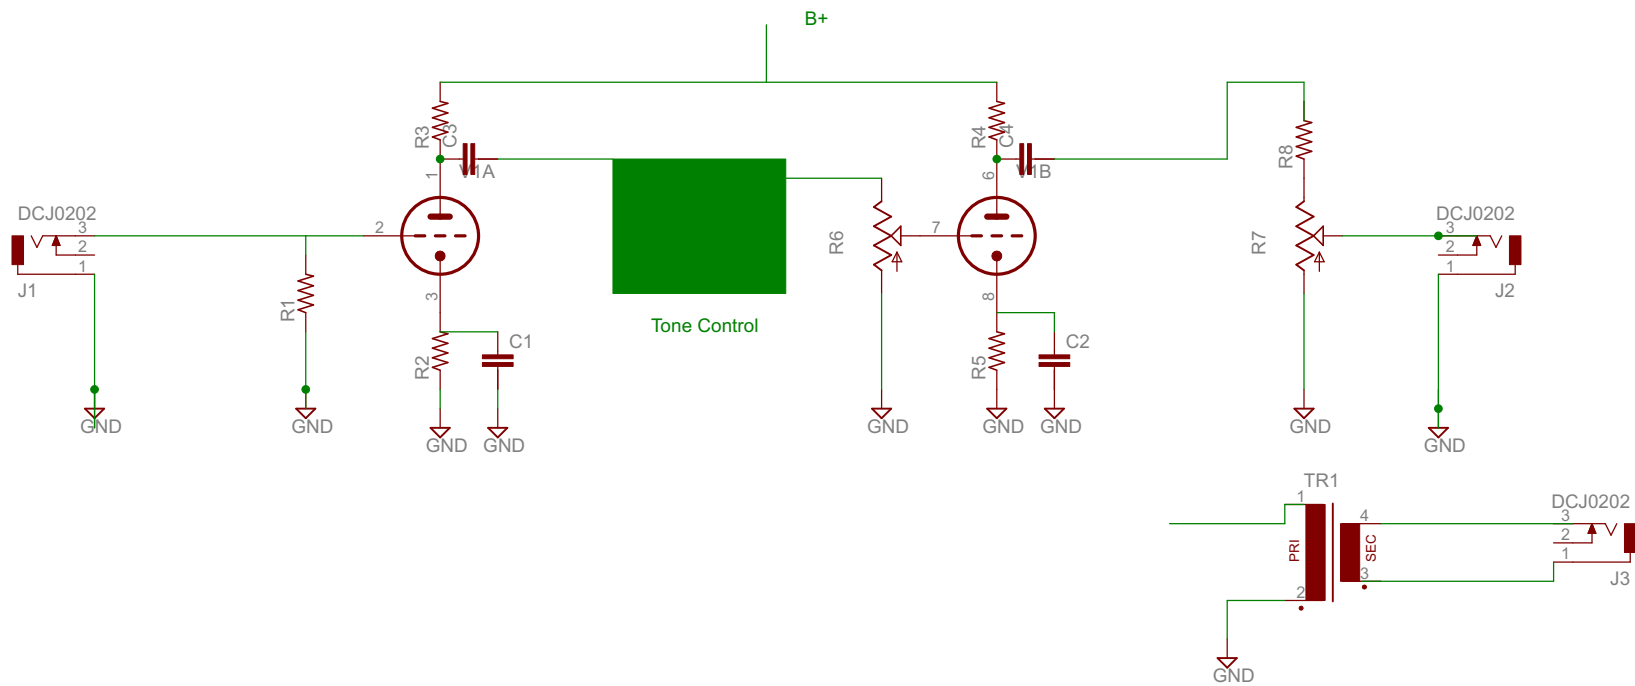 B+
R3
C3
V1A
1
2
3
R4
C4
V1B
6
7
8
R8
DCJ0202
3
2
1
J1
R1
GND
GND
R2
C1
GND
GND
Tone Control
R6
GND
R5
C2
GND
GND
R7
GND
DCJ0202
3
2
1
J2
GND
TR1
1
PRI
2
4
SEC
3
GND
DCJ0202
3
2
1
J3